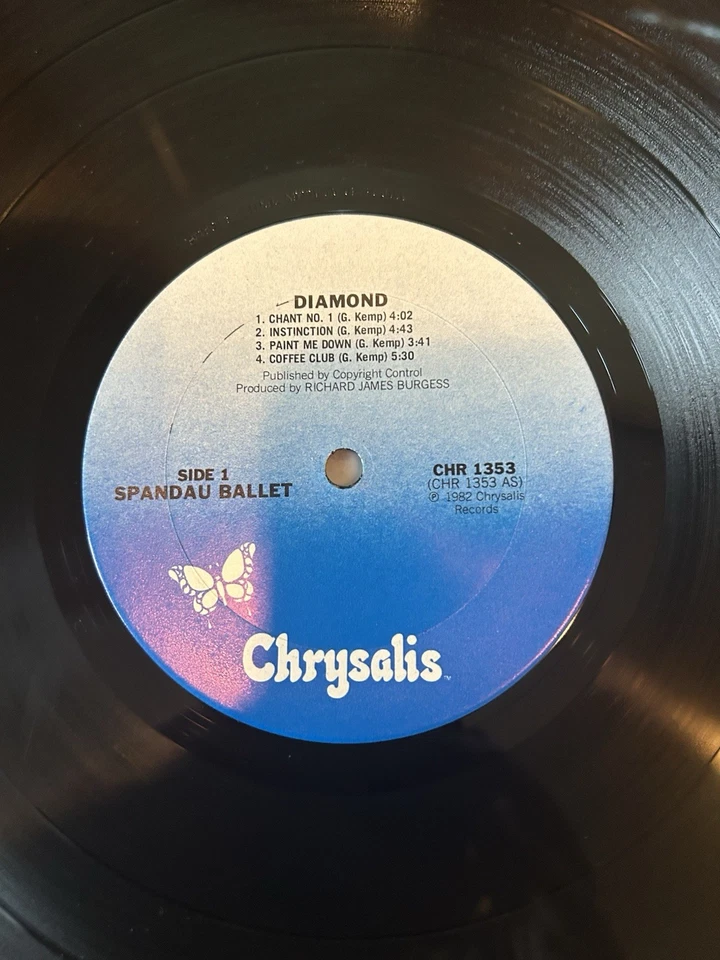 DIAMOND
1. CHANT NO. 1 (G. Kemp) 4:02
2. INSTINCTION (G. Kemp) 4:43
3. PAINT ME DOWN (G. Kemp) 3:41
4. COFFEE CLUB (G. Kemp) 5:30
Published by Copyright Control
Produced by RICHARD JAMES BURGESS
SIDE 1
SPANDAU BALLET
CHR 1353
(CHR 1353 AS)
℗ 1982 Chrysalis
Records
Chrysalis™